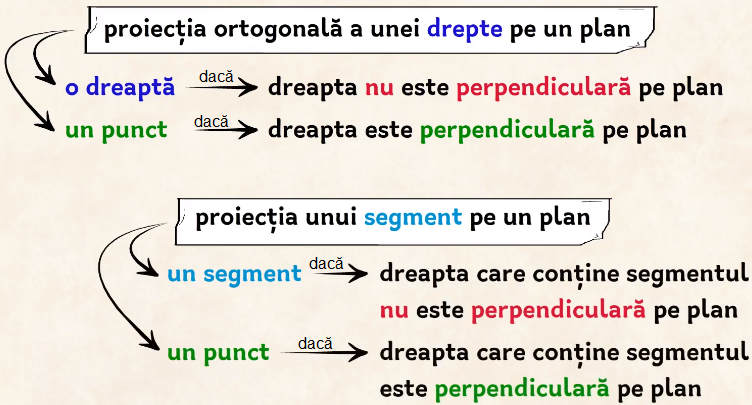 proiecția ortogonală a unei drepte pe un plan
o dreaptă dacă dreapta nu este perpendiculară pe plan
un punct dacă dreapta este perpendiculară pe plan
proiecția unui segment pe un plan
un segment dacă dreapta care conține segmentul
nu este perpendiculară pe plan
un punct dacă dreapta care conține segmentul
este perpendiculară pe plan